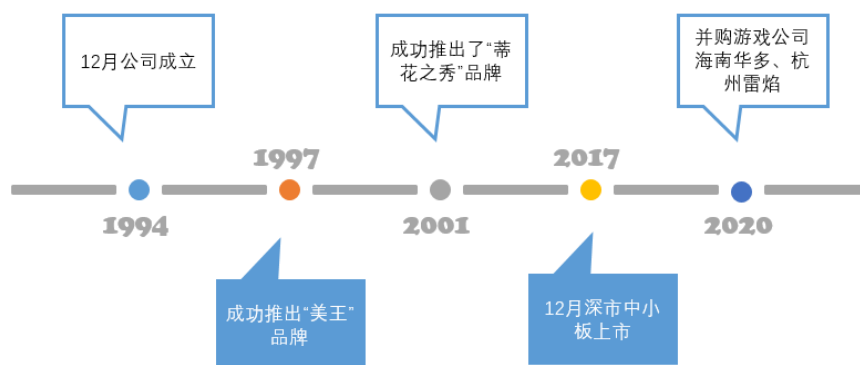 12月公司成立
成功推出了“蒂
花之秀”品牌
并购游戏公司
海南华多、杭
州雷焰
1997
2017
1994
2001
2020
成功推出“美王”
品牌
12月深市中小
板上市